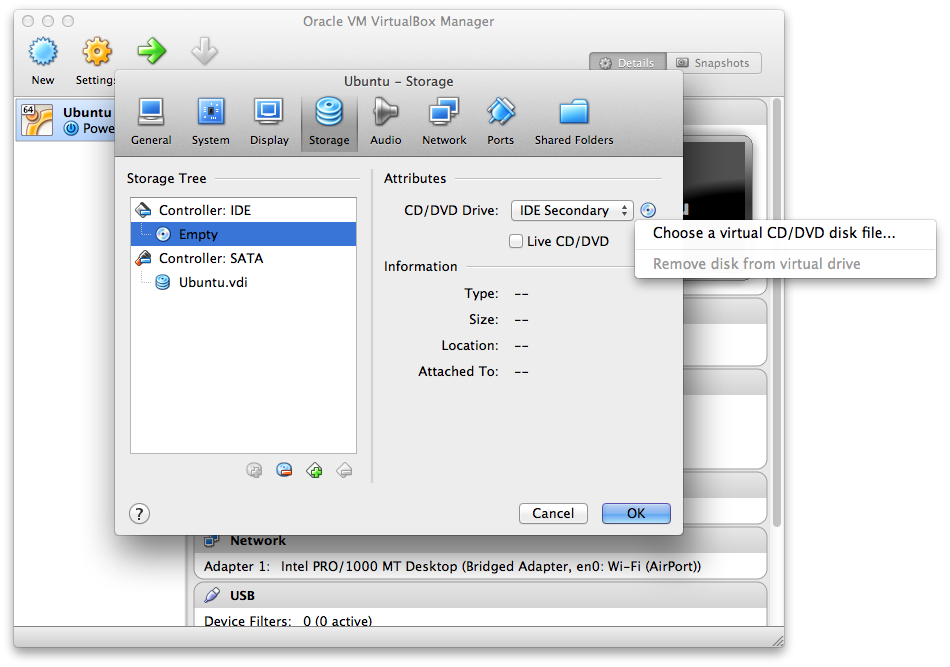 Oracle VM VirtualBox Manager
New
Settings
Details
Snapshots
64
Ubuntu
Powe
Ubuntu – Storage
General
System
Display
Storage
Audio
Network
Ports
Shared Folders
Storage Tree
Controller: IDE
Empty
Controller: SATA
Ubuntu.vdi
Attributes
CD/DVD Drive:
IDE Secondary
Live CD/DVD
Choose a virtual CD/DVD disk file...
Remove disk from virtual drive
Information
Type: --
Size: --
Location: --
Attached To: --
?
Cancel
OK
Network
Adapter 1: Intel PRO/1000 MT Desktop (Bridged Adapter, en0: Wi-Fi (AirPort))
USB
Device Filters: 0 (0 active)